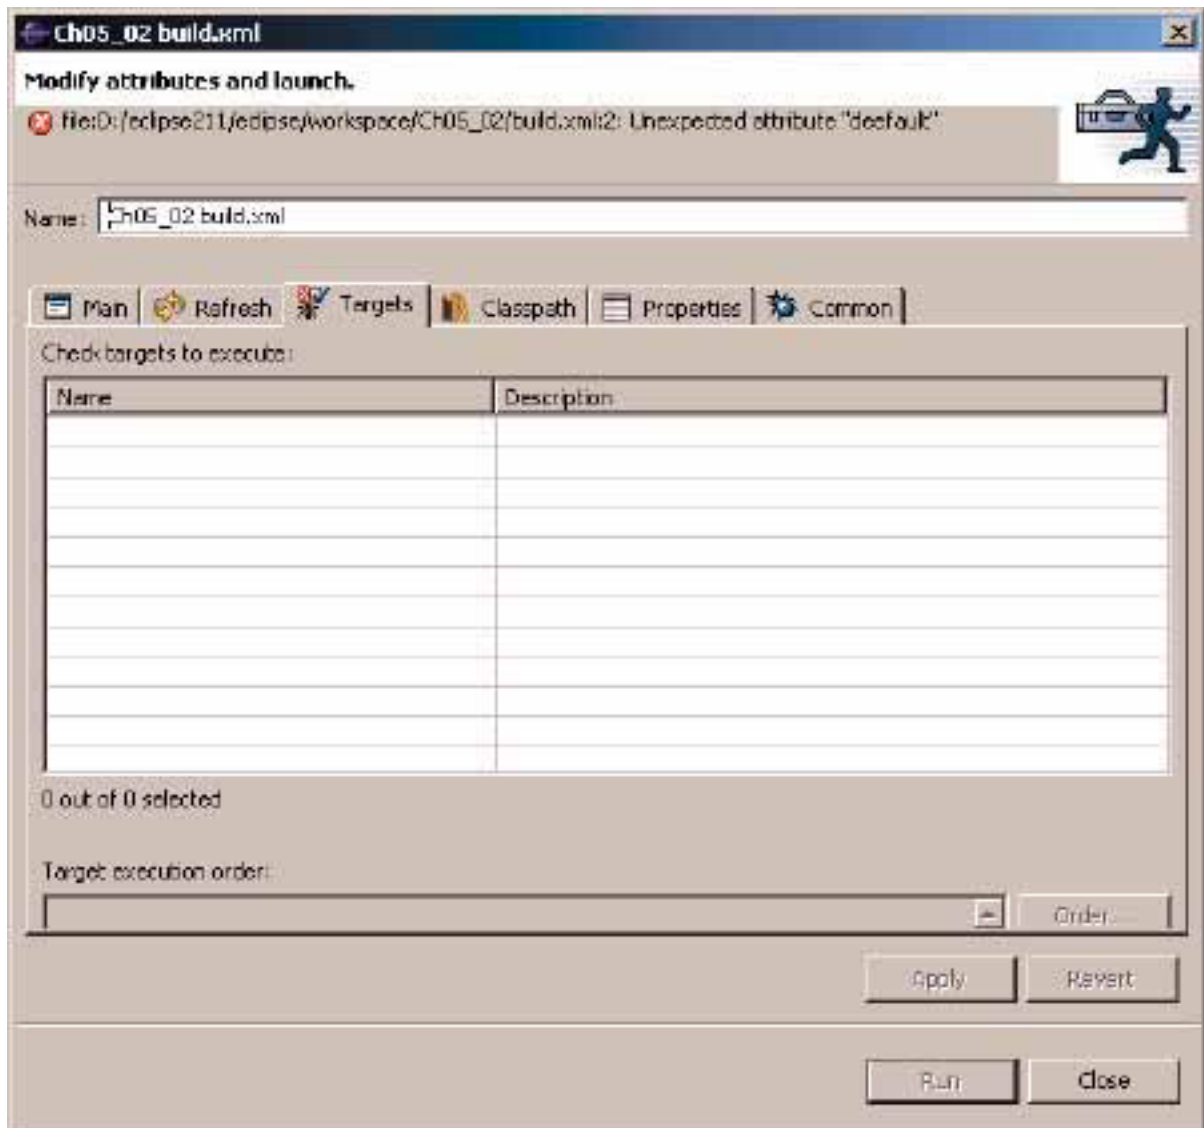 Ch05_02 build.xml
Modify attributes and launch.
file:D:/eclipse211/eclipse/workspace/Ch05_02/build.xml:2: Unexpected attribute "deefault"
Name: Ch05_02 build.xml
Main Refresh Targets Classpath Properties Common
Check targets to execute:
Name Description
0 out of 0 selected
Target execution order:
Order...
Apply Revert
Run Close